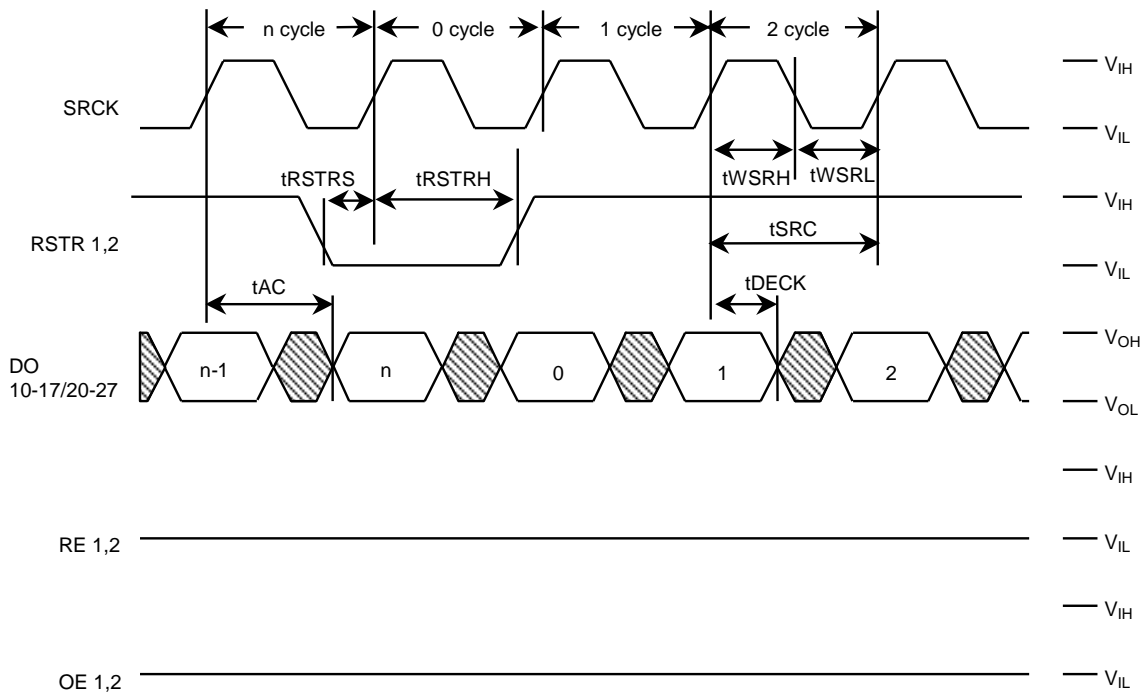 n cycle 0 cycle 1 cycle 2 cycle
VIH
SRCK
VIL
tWSRH tWSRL
tRSTRS tRSTRH
VIH
tSRC
RSTR 1,2
VIL
tAC tDECK
VOH
DO
10-17/20-27
n-1 n 0 1 2
VOL
VIH
RE 1,2
VIL
VIH
OE 1,2
VIL